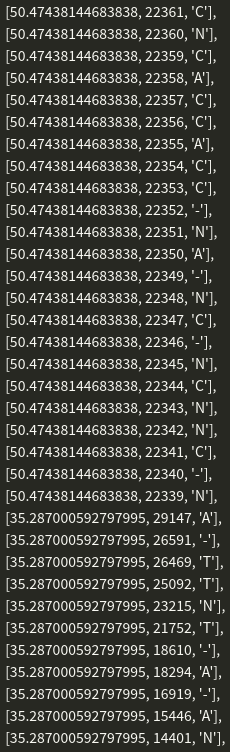 [50.47438144683838, 22361, 'C'],
[50.47438144683838, 22360, 'N'],
[50.47438144683838, 22359, 'C'],
[50.47438144683838, 22358, 'A'],
[50.47438144683838, 22357, 'C'],
[50.47438144683838, 22356, 'C'],
[50.47438144683838, 22355, 'A'],
[50.47438144683838, 22354, 'C'],
[50.47438144683838, 22353, 'C'],
[50.47438144683838, 22352, '-'],
[50.47438144683838, 22351, 'N'],
[50.47438144683838, 22350, 'A'],
[50.47438144683838, 22349, '-'],
[50.47438144683838, 22348, 'N'],
[50.47438144683838, 22347, 'C'],
[50.47438144683838, 22346, '-'],
[50.47438144683838, 22345, 'N'],
[50.47438144683838, 22344, 'C'],
[50.47438144683838, 22343, 'N'],
[50.47438144683838, 22342, 'N'],
[50.47438144683838, 22341, 'C'],
[50.47438144683838, 22340, '-'],
[50.47438144683838, 22339, 'N'],
[35.287000592797995, 29147, 'A'],
[35.287000592797995, 26591, '-'],
[35.287000592797995, 26469, 'T'],
[35.287000592797995, 25092, 'T'],
[35.287000592797995, 23215, 'N'],
[35.287000592797995, 21752, 'T'],
[35.287000592797995, 18610, '-'],
[35.287000592797995, 18294, 'A'],
[35.287000592797995, 16919, '-'],
[35.287000592797995, 15446, 'A'],
[35.287000592797995, 14401, 'N'],